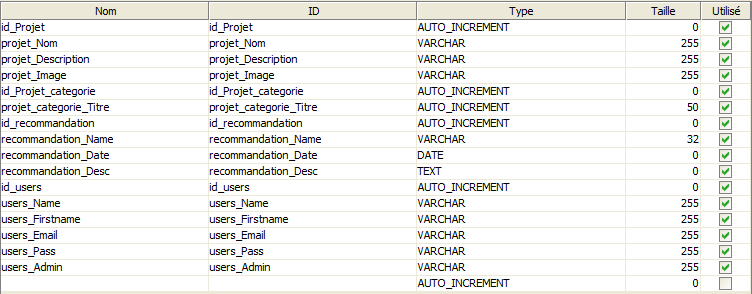 Nom ID Type Taille Utilisé
id_Projet id_Projet AUTO_INCREMENT 0
projet_Nom projet_Nom VARCHAR 255
projet_Description projet_Description VARCHAR 255
projet_Image projet_Image VARCHAR 255
id_Projet_categorie id_Projet_categorie AUTO_INCREMENT 0
projet_categorie_Titre projet_categorie_Titre AUTO_INCREMENT 50
id_recommandation id_recommandation AUTO_INCREMENT 0
recommandation_Name recommandation_Name VARCHAR 32
recommandation_Date recommandation_Date DATE 0
recommandation_Desc recommandation_Desc TEXT 0
id_users id_users AUTO_INCREMENT 0
users_Name users_Name VARCHAR 255
users_Firstname users_Firstname VARCHAR 255
users_Email users_Email VARCHAR 255
users_Pass users_Pass VARCHAR 255
users_Admin users_Admin VARCHAR 255
AUTO_INCREMENT 0